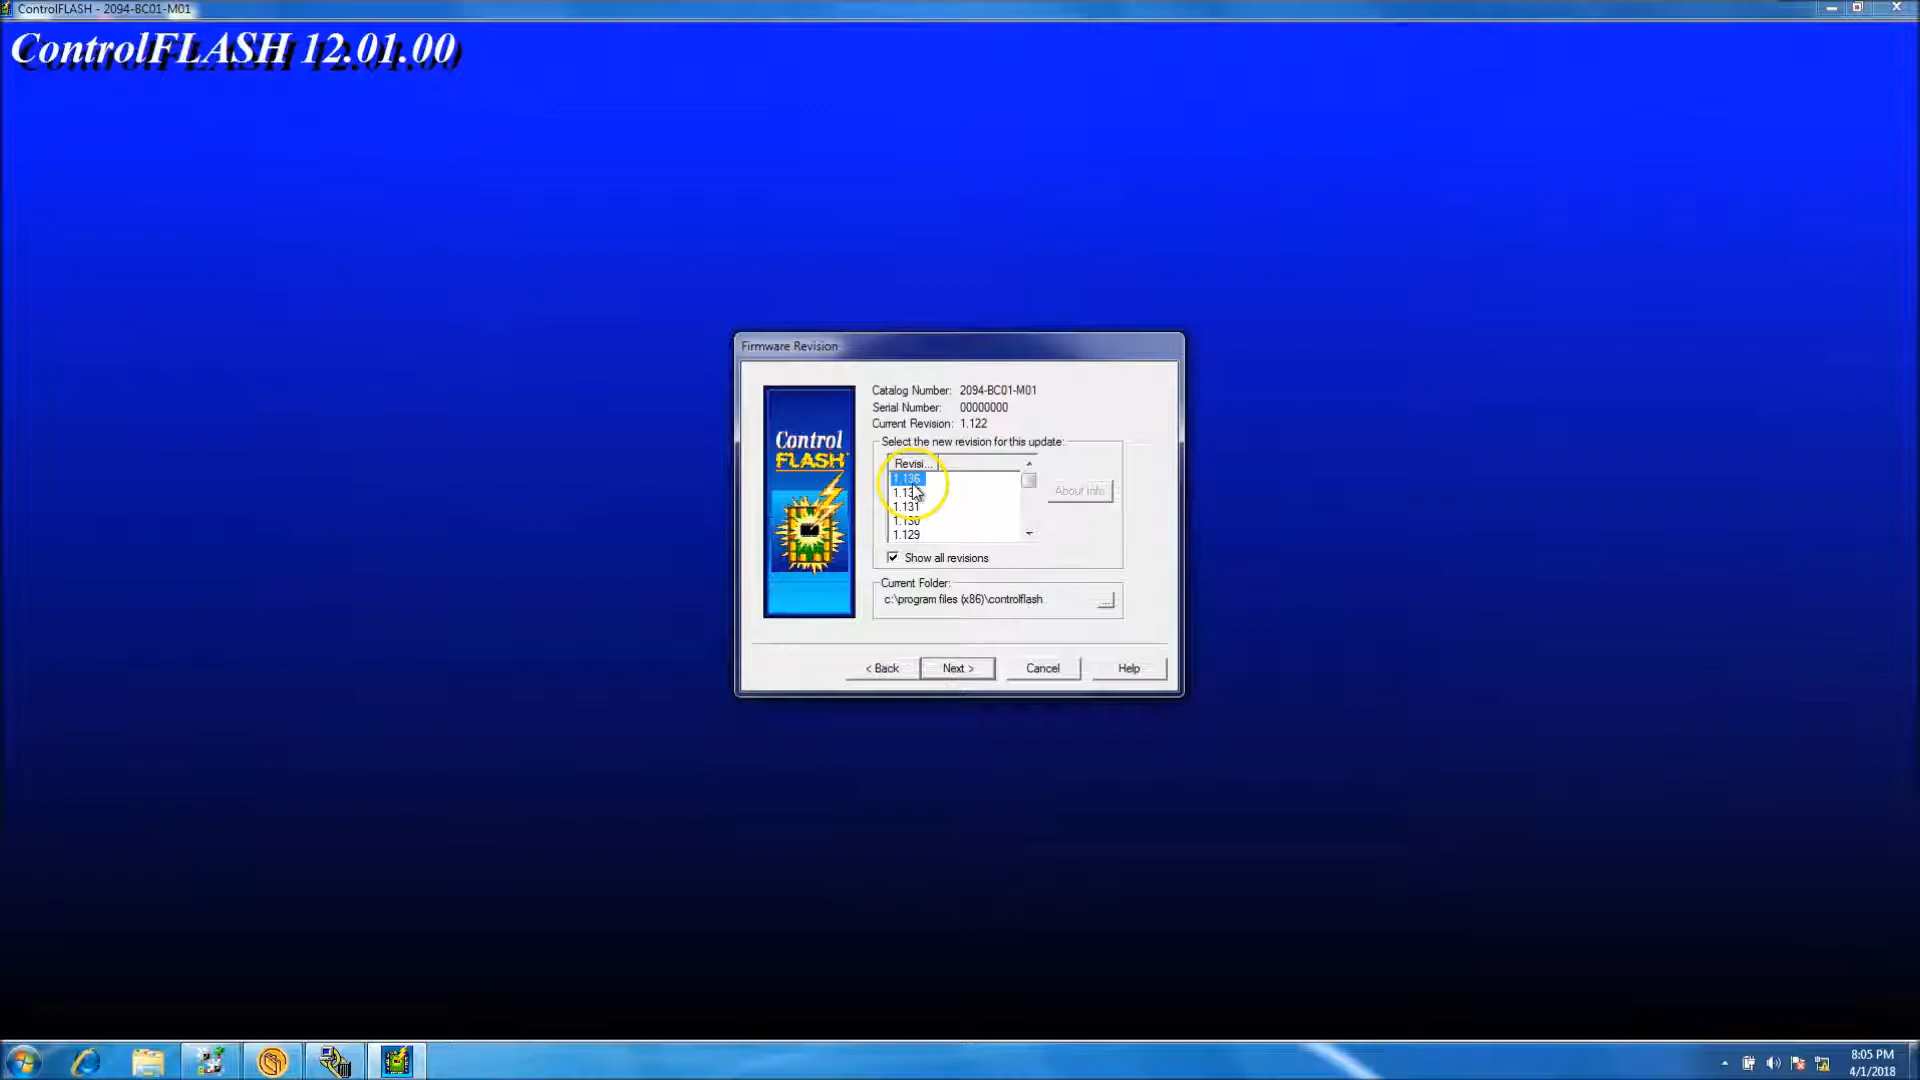 ControlFLASH - 2094-BC01-M01
ControlFLASH 12.01.00
Firmware Revision
Catalog Number: 2094-BC01-M01
Serial Number: 00000000
Current Revision: 1.122
Select the new revision for this update:
Revisi...
1.136
1.131
1.130
1.129
About Info
Show all revisions
Current Folder:
c:\program files (x86)\controlflash
...
Control
FLASH
< Back
Next >
Cancel
Help
8:05 PM
4/1/2018